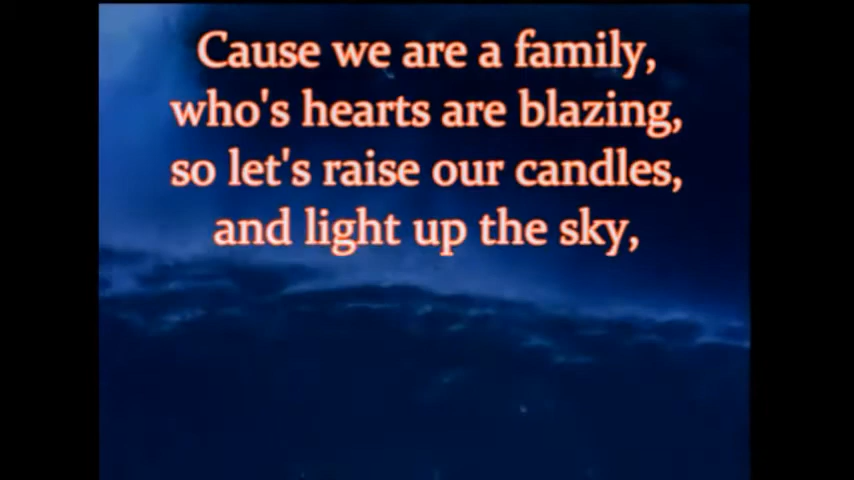 Cause we are a family,
who's hearts are blazing,
so let's raise our candles,
and light up the sky,